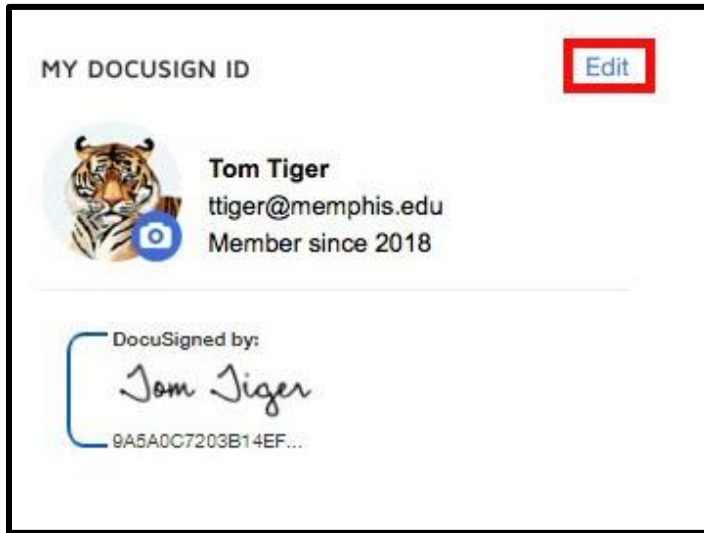 MY DOCUSIGN ID Edit
Tom Tiger
ttiger@memphis.edu
Member since 2018
DocuSigned by:
Tom Tiger
9A5A0C7203B14EF...